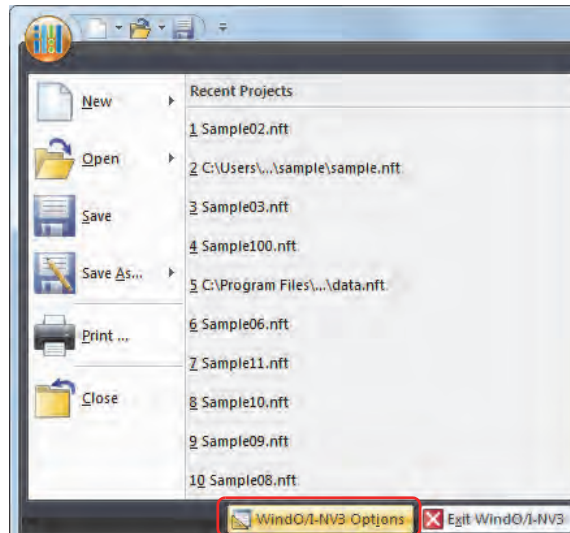 New
Open
Save
Save As...
Print ...
Close
Recent Projects
1 Sample02.nft
2 C:\Users\...\sample\sample.nft
3 Sample03.nft
4 Sample100.nft
5 C:\Program Files\...\data.nft
6 Sample06.nft
7 Sample11.nft
8 Sample10.nft
9 Sample09.nft
10 Sample08.nft
WindO/I-NV3 Options
Exit WindO/I-NV3